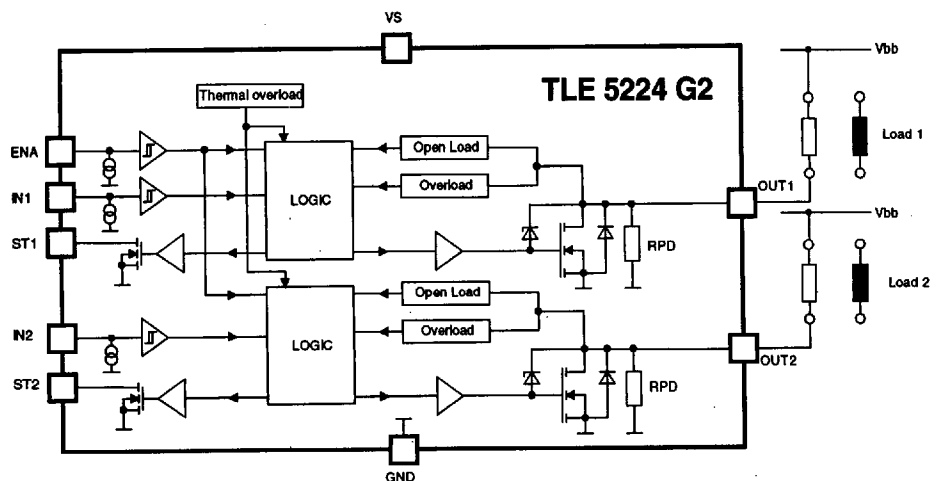 VS
TLE 5224 G2
Vbb
Thermal overload
ENA
Open Load
Load 1
IN1
LOGIC
Overload
OUT1
Vbb
ST1
RPD
Open Load
Load 2
IN2
LOGIC
Overload
OUT2
ST2
RPD
GND